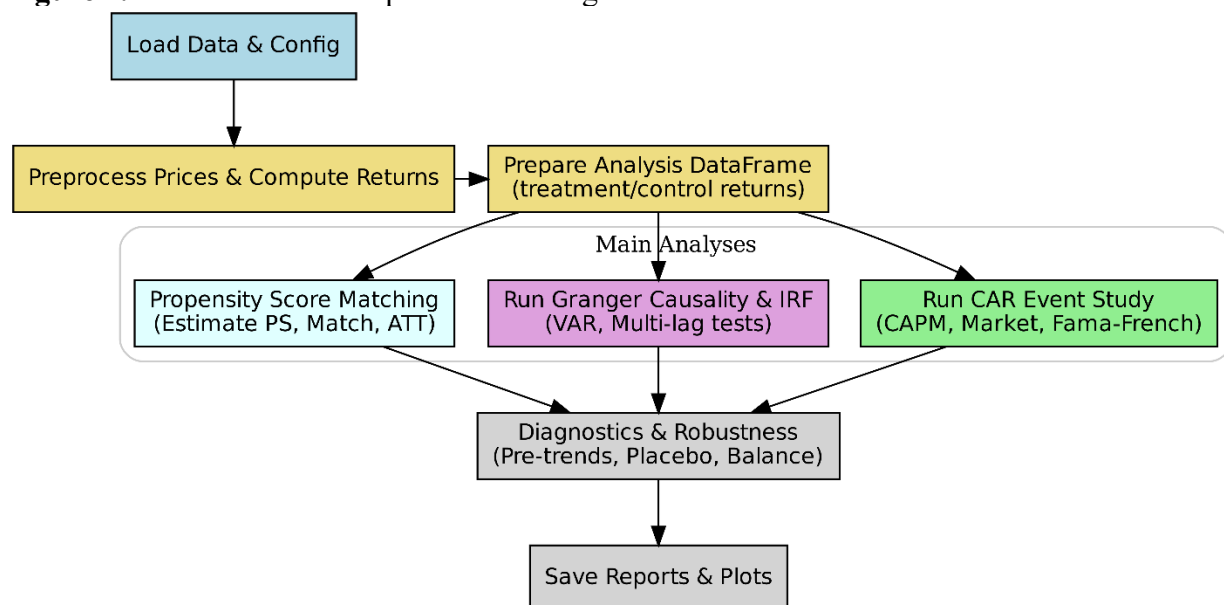 Load Data & Config
Preprocess Prices & Compute Returns
Prepare Analysis DataFrame
(treatment/control returns)
Main Analyses
Propensity Score Matching
(Estimate PS, Match, ATT)
Run Granger Causality & IRF
(VAR, Multi-lag tests)
Run CAR Event Study
(CAPM, Market, Fama-French)
Diagnostics & Robustness
(Pre-trends, Placebo, Balance)
Save Reports & Plots